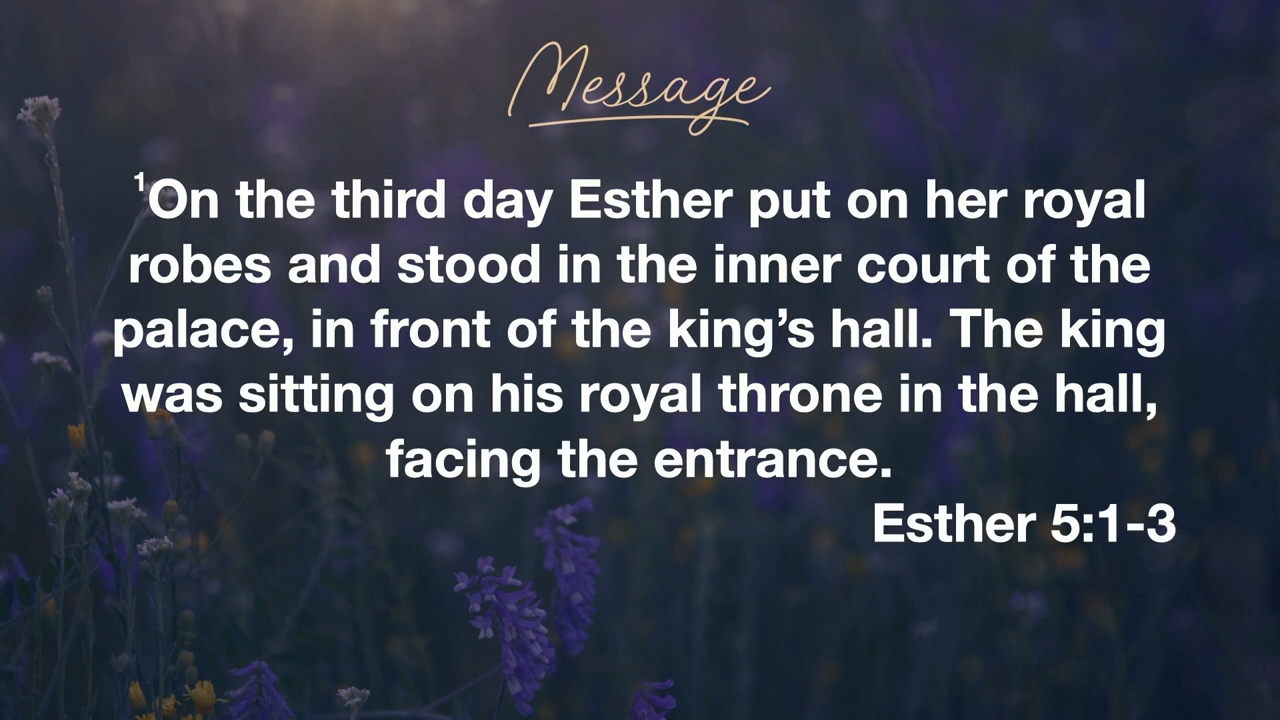 Message
¹On the third day Esther put on her royal
robes and stood in the inner court of the
palace, in front of the king’s hall. The king
was sitting on his royal throne in the hall,
facing the entrance.
Esther 5:1-3